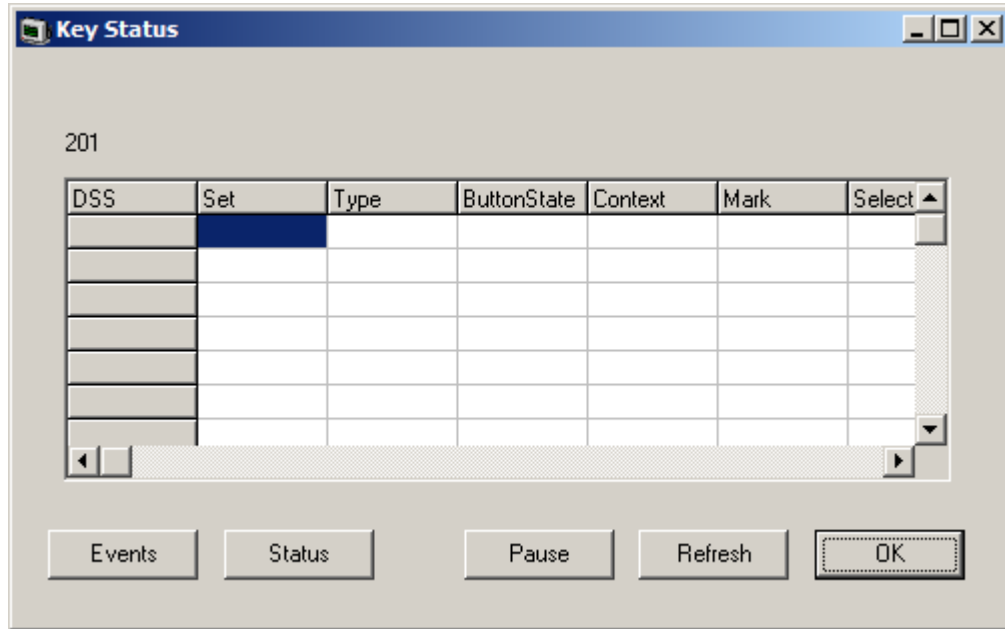 Key Status
201
DSS Set Type ButtonState Context Mark Select
Events Status Pause Refresh OK